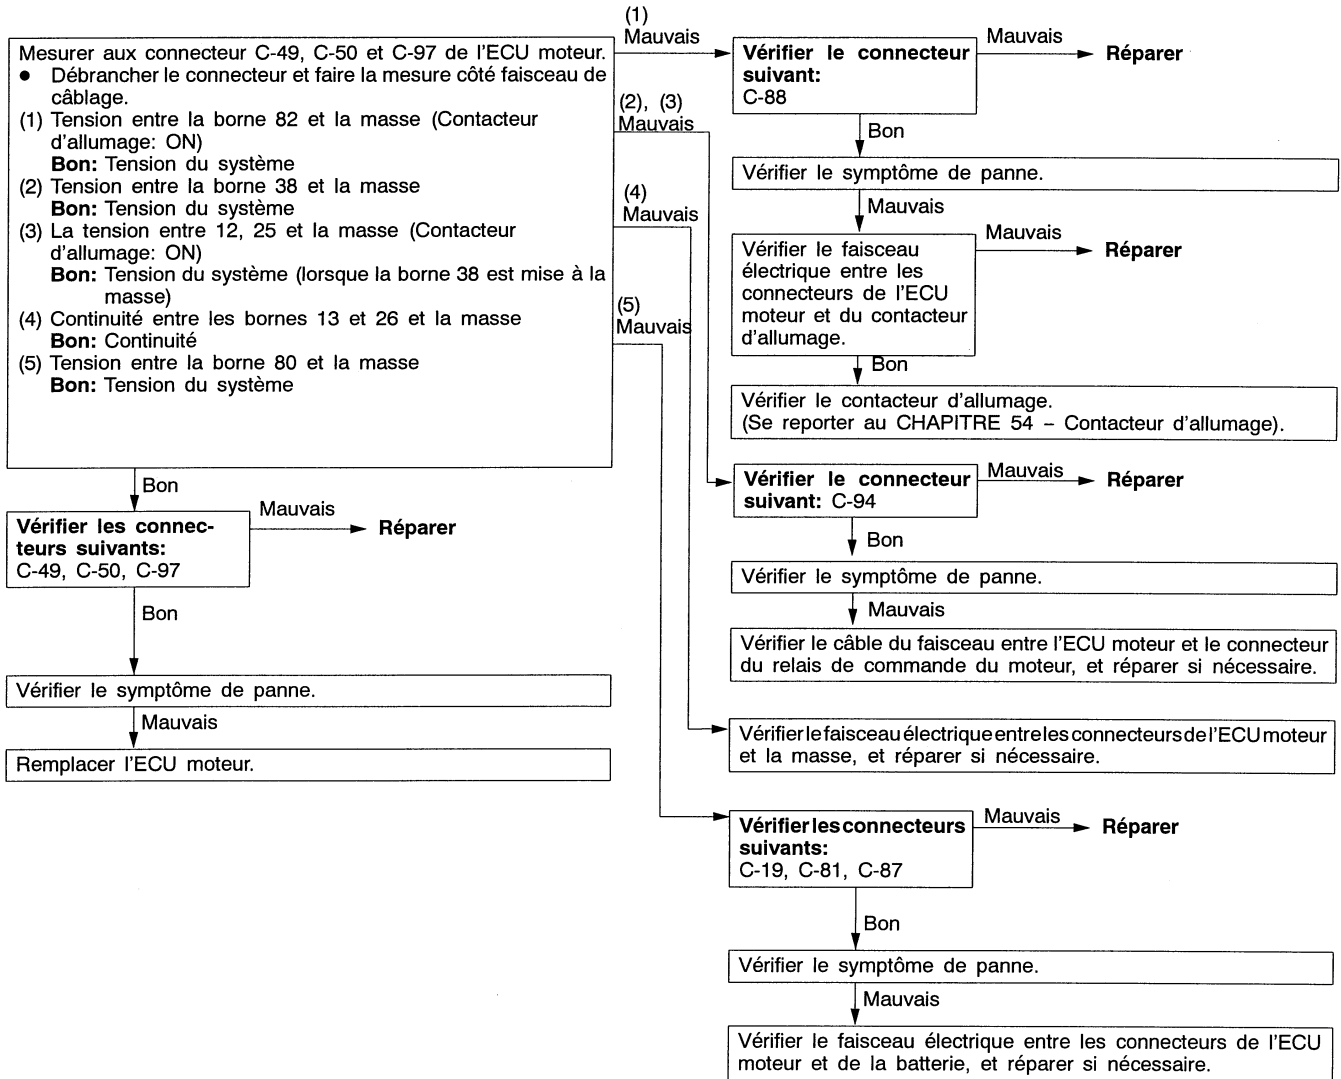 Mesurer aux connecteur C-49, C-50 et C-97 de l'ECU moteur.
● Débrancher le connecteur et faire la mesure côté faisceau de
câblage.
(1) Tension entre la borne 82 et la masse (Contacteur
d'allumage: ON)
Bon: Tension du système
(2) Tension entre la borne 38 et la masse
Bon: Tension du système
(3) La tension entre 12, 25 et la masse (Contacteur
d'allumage: ON)
Bon: Tension du système (lorsque la borne 38 est mise à la
masse)
(4) Continuité entre les bornes 13 et 26 et la masse
Bon: Continuité
(5) Tension entre la borne 80 et la masse
Bon: Tension du système
Bon
Vérifier les connec-
teurs suivants:
C-49, C-50, C-97
Mauvais
Réparer
Bon
Vérifier le symptôme de panne.
Mauvais
Remplacer l'ECU moteur.
(1)
Mauvais
Vérifier le connecteur
suivant:
C-88
Mauvais
Réparer
Bon
Vérifier le symptôme de panne.
Mauvais
Vérifier le faisceau
électrique entre les
connecteurs de l'ECU
moteur et du contacteur
d'allumage.
Mauvais
Réparer
Bon
Vérifier le contacteur d'allumage.
(Se reporter au CHAPITRE 54 – Contacteur d'allumage).
(2), (3)
Mauvais
Vérifier le connecteur
suivant: C-94
Mauvais
Réparer
Bon
Vérifier le symptôme de panne.
Mauvais
Vérifier le câble du faisceau entre l'ECU moteur et le connecteur
du relais de commande du moteur, et réparer si nécessaire.
(4)
Mauvais
Vérifier le faisceau électrique entre les connecteurs de l'ECU moteur
et la masse, et réparer si nécessaire.
(5)
Mauvais
Vérifier les connecteurs
suivants:
C-19, C-81, C-87
Mauvais
Réparer
Bon
Vérifier le symptôme de panne.
Mauvais
Vérifier le faisceau électrique entre les connecteurs de l'ECU
moteur et de la batterie, et réparer si nécessaire.